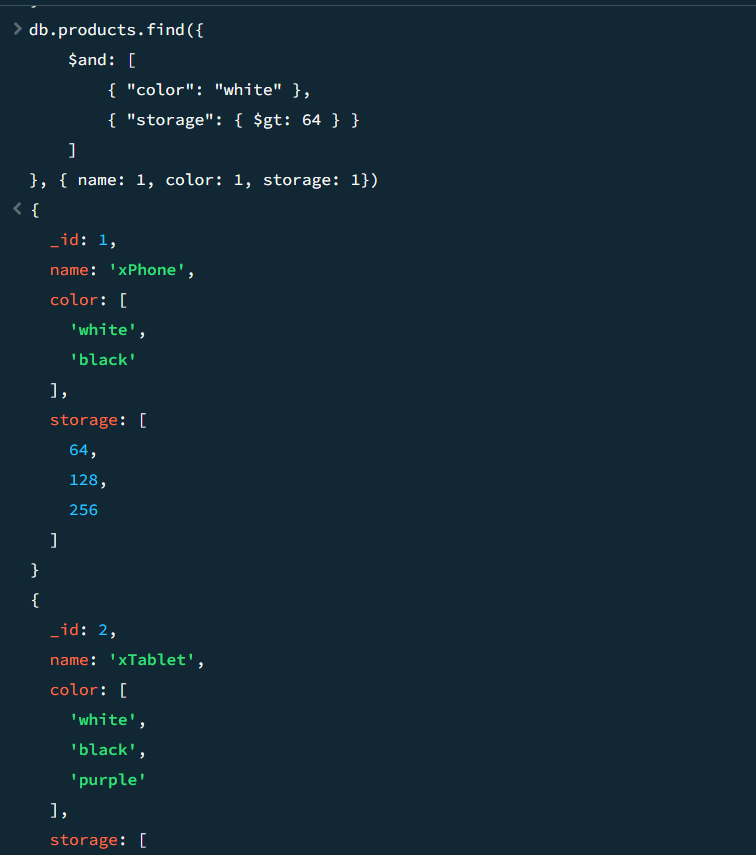 db.products.find({
$and: [
{ "color": "white" },
{ "storage": { $gt: 64 } }
]
}, { name: 1, color: 1, storage: 1})
{
_id: 1,
name: 'xPhone',
color: [
'white',
'black'
],
storage: [
64,
128,
256
]
}
{
_id: 2,
name: 'xTablet',
color: [
'white',
'black',
'purple'
],
storage: [